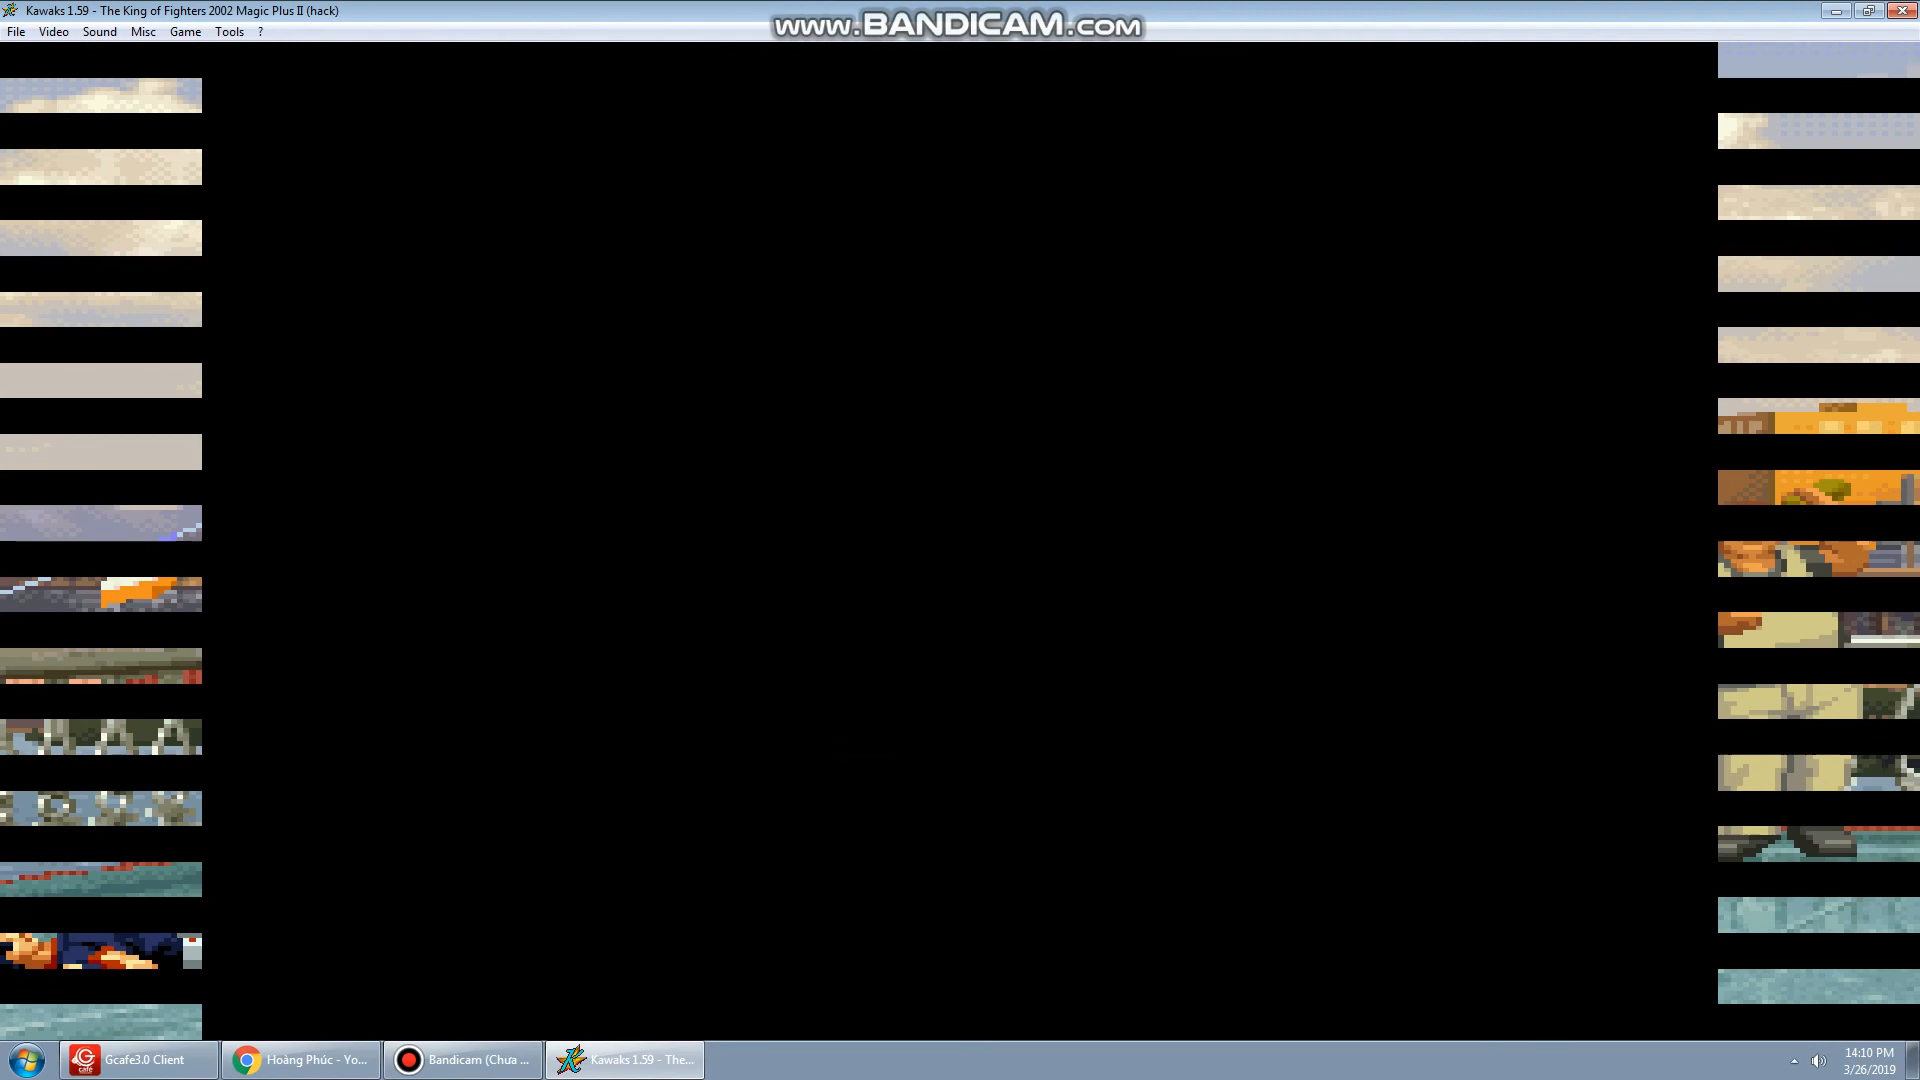 Kawaks 1.59 - The King of Fighters 2002 Magic Plus II (hack)
www.BANDICAM.com
File Video Sound Misc Game Tools ?
Gcafe3.0 Client
Hoàng Phúc - Yo...
Bandicam (Chưa ...
Kawaks 1.59 - The...
14:10 PM
3/26/2019